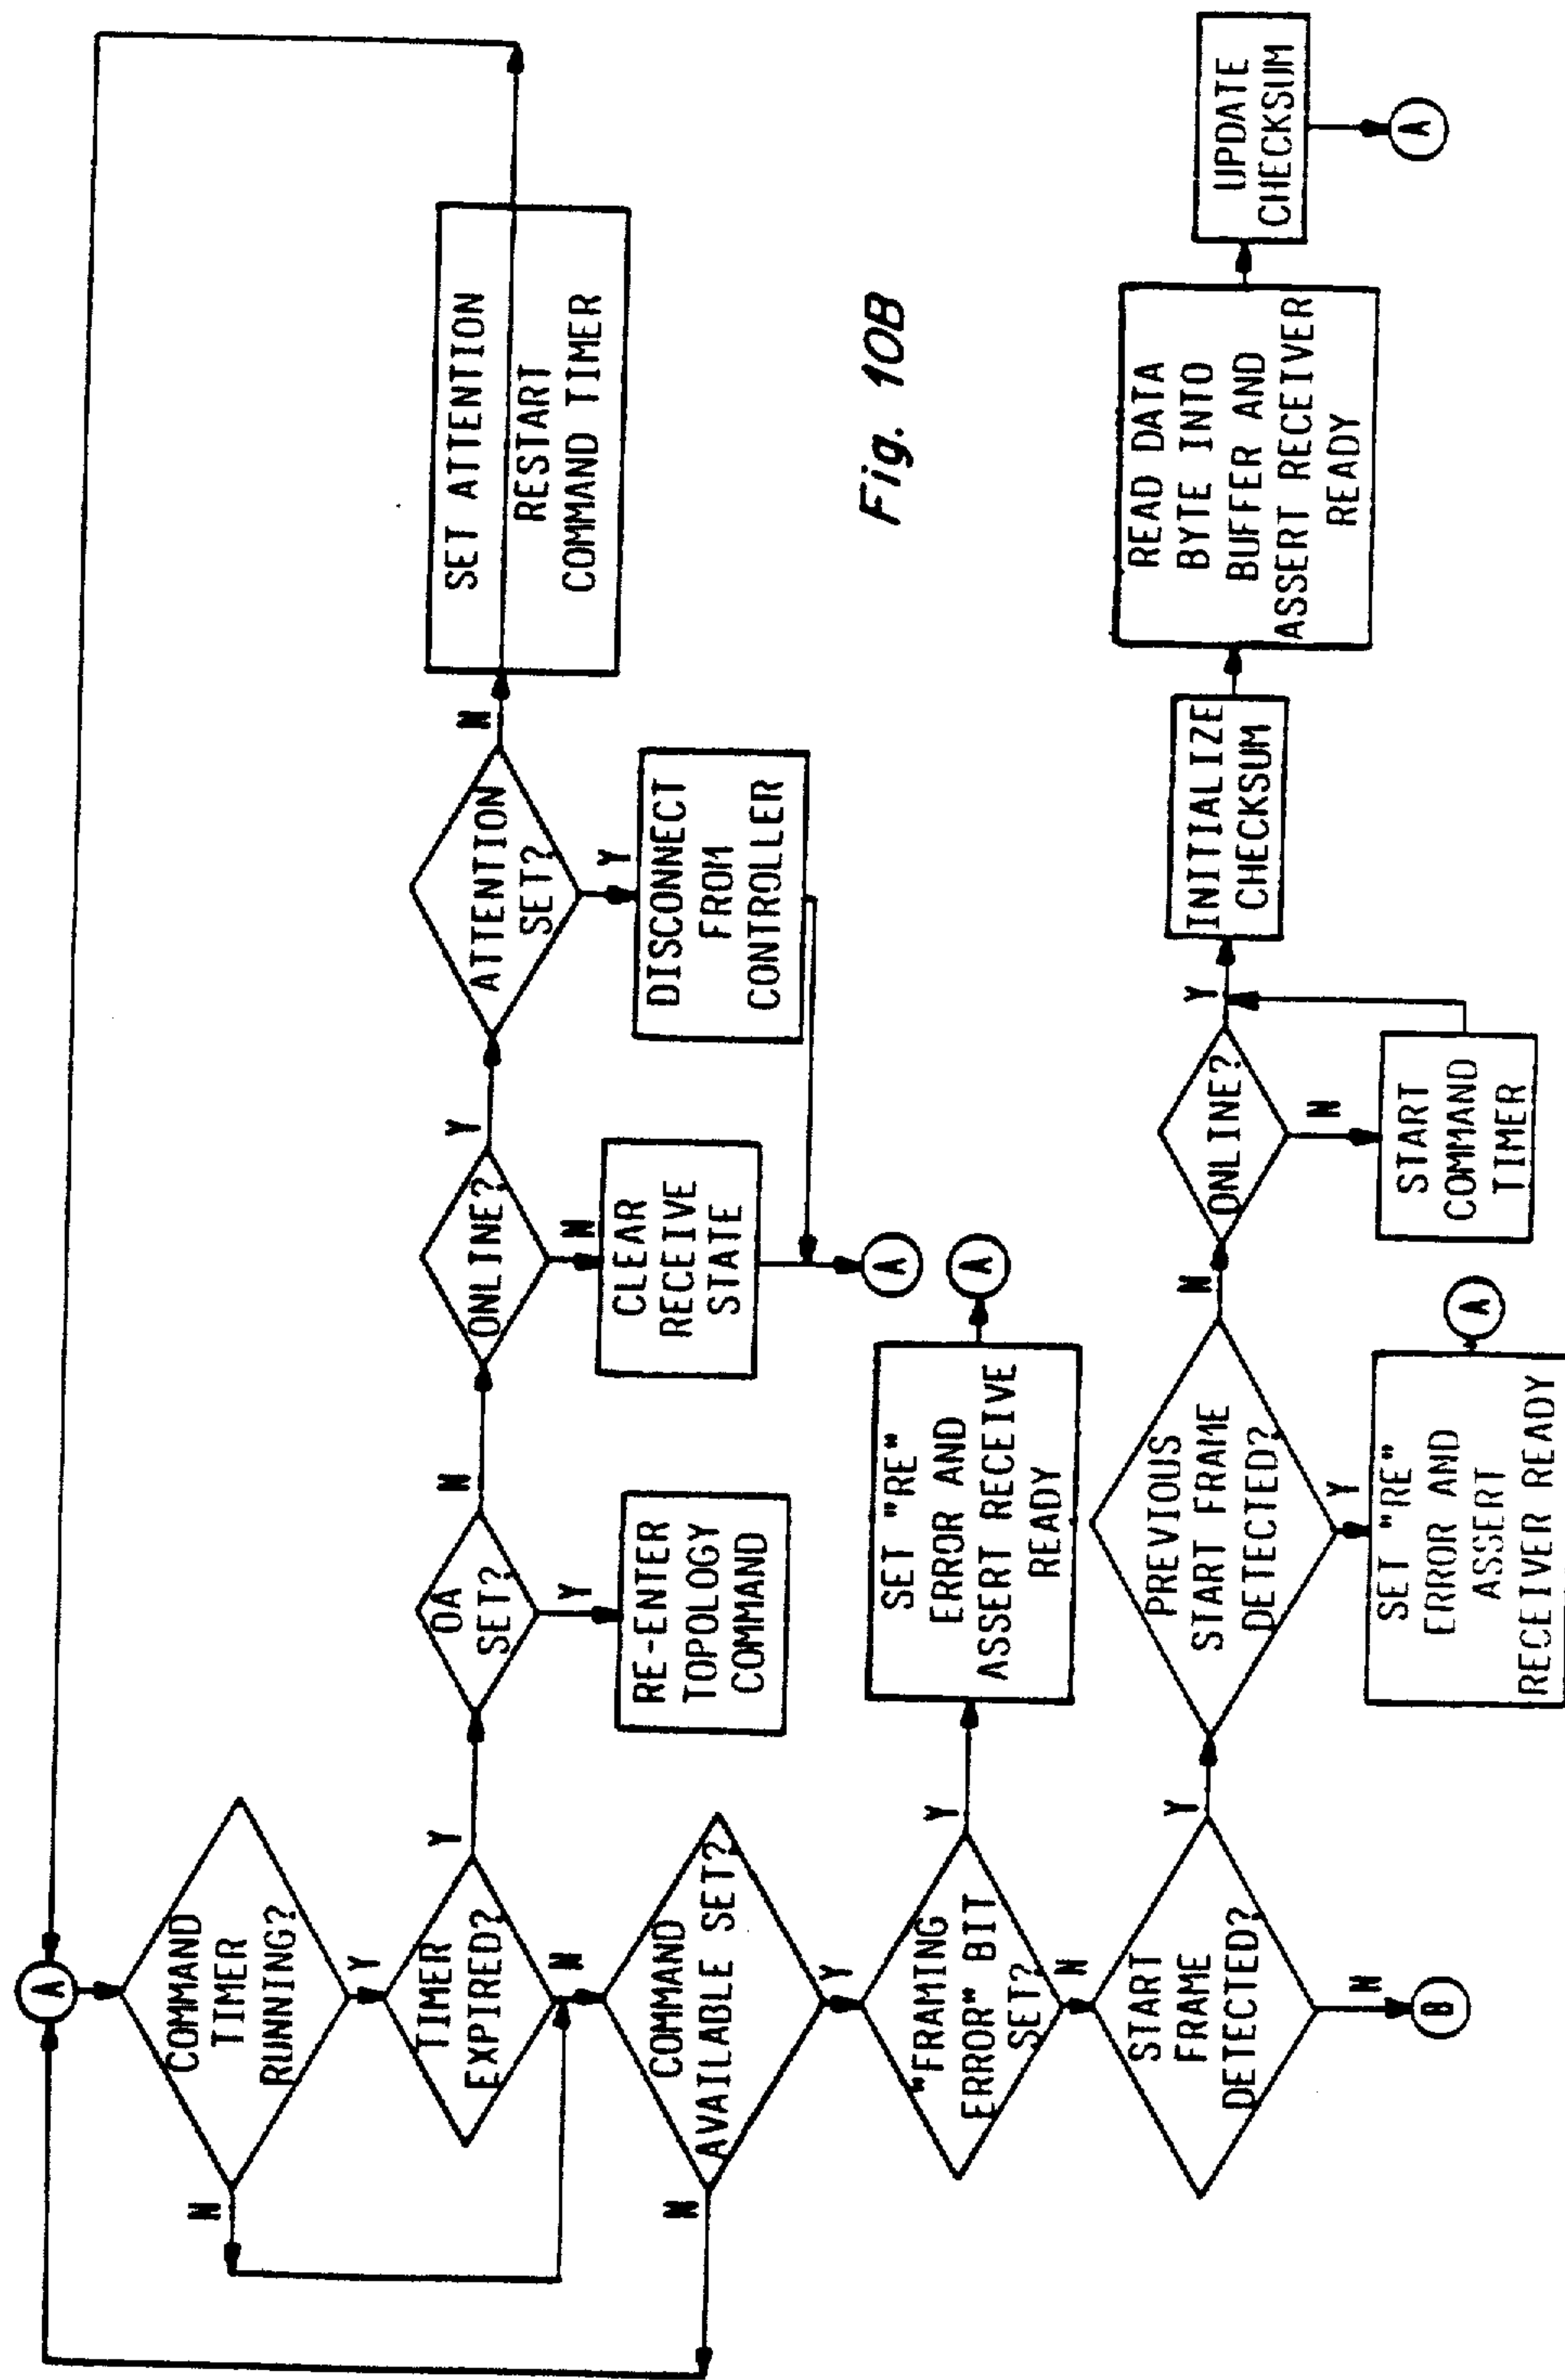 A
COMMAND
TIMER
RUNNING?
N
Y
TIMER
EXPIRED?
Y
N
OA
SET?
N
Y
RE-ENTER
TOPOLOGY
COMMAND
ONLINE?
Y
N
CLEAR
RECEIVE
STATE
A
ATTENTION
SET?
N
Y
DISCONNECT
FROM
CONTROLLER
SET ATTENTION
RESTART
COMMAND TIMER
COMMAND
AVAILABLE SET?
N
Y
"FRAMING
ERROR" BIT
SET?
Y
N
SET "RE"
ERROR AND
ASSERT RECEIVE
READY
A
Fig. 10B
START
FRAME
DETECTED?
Y
N
B
PREVIOUS
START FRAME
DETECTED?
N
Y
SET "RE"
ERROR AND
ASSERT
RECEIVER READY
A
ONLINE?
Y
N
START
COMMAND
TIMER
INITIALIZE
CHECKSUM
READ DATA
BYTE INTO
BUFFER AND
ASSERT RECEIVER
READY
UPDATE
CHECKSUM
A